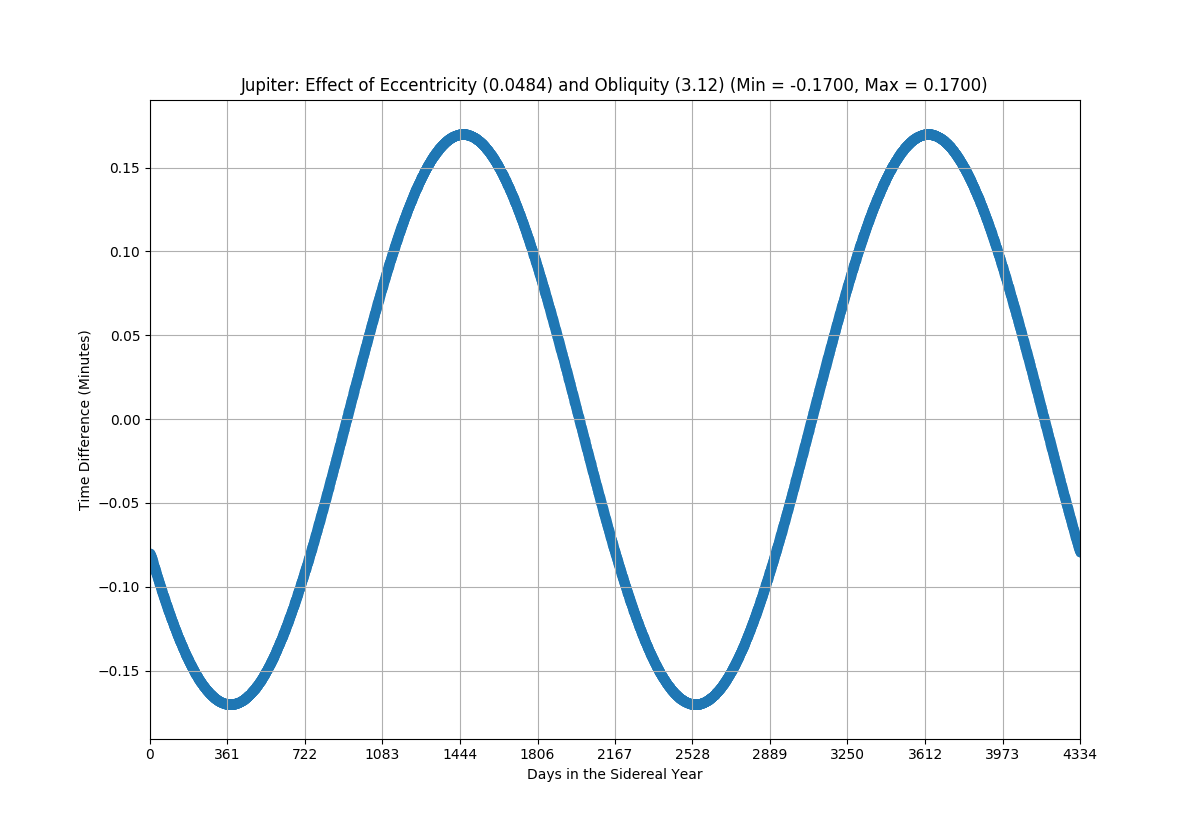 Jupiter: Effect of Eccentricity (0.0484) and Obliquity (3.12) (Min = -0.1700, Max = 0.1700)
Time Difference (Minutes)
0.15
0.10
0.05
0.00
−0.05
−0.10
−0.15
0 361 722 1083 1444 1806 2167 2528 2889 3250 3612 3973 4334
Days in the Sidereal Year